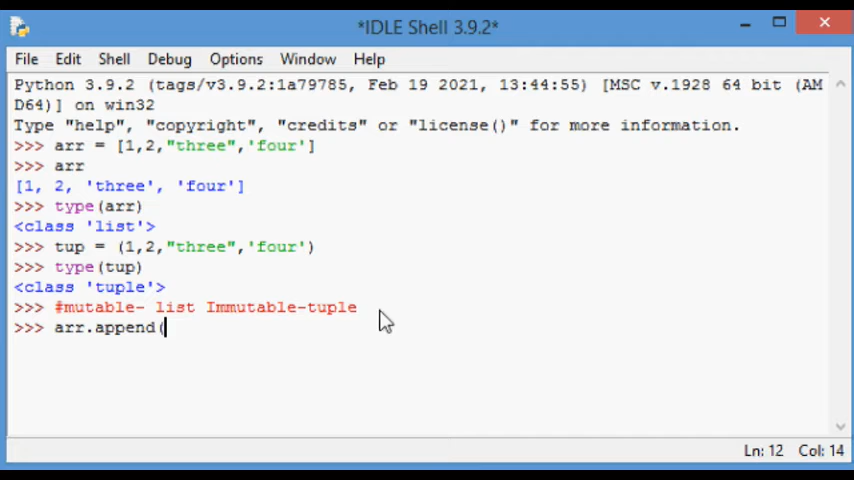 *IDLE Shell 3.9.2*
File Edit Shell Debug Options Window Help
Python 3.9.2 (tags/v3.9.2:1a79785, Feb 19 2021, 13:44:55) [MSC v.1928 64 bit (AM
D64)] on win32
Type "help", "copyright", "credits" or "license()" for more information.
>>> arr = [1,2,"three",'four']
>>> arr
[1, 2, 'three', 'four']
>>> type(arr)
<class 'list'>
>>> tup = (1,2,"three",'four')
>>> type(tup)
<class 'tuple'>
>>> #mutable- list Immutable-tuple
>>> arr.append(
Ln: 12 Col: 14